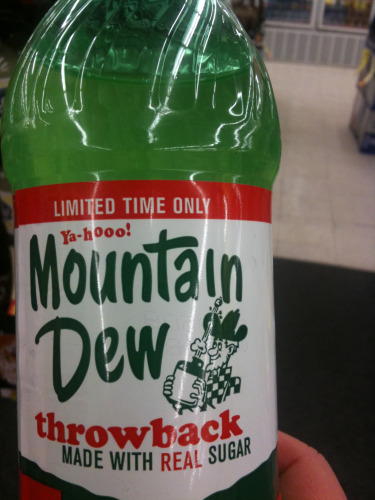 LIMITED TIME ONLY
Ya-hooo!
Mountain
Dew
throwback
MADE WITH REAL SUGAR